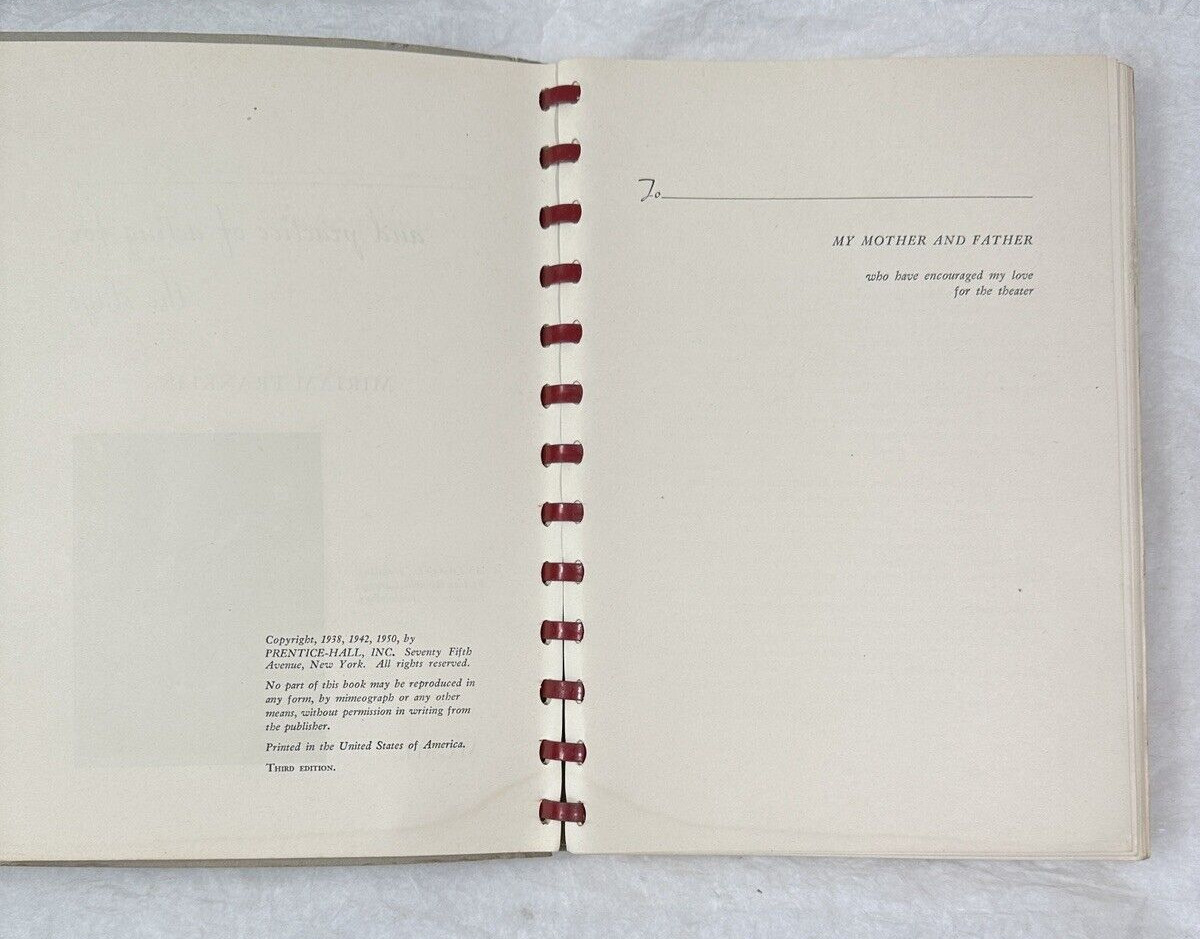 Copyright, 1938, 1942, 1950, by
PRENTICE-HALL, INC. Seventy Fifth
Avenue, New York. All rights reserved.
No part of this book may be reproduced in
any form, by mimeograph or any other
means, without permission in writing from
the publisher.
Printed in the United States of America.
THIRD EDITION.
To
MY MOTHER AND FATHER
who have encouraged my love
for the theater